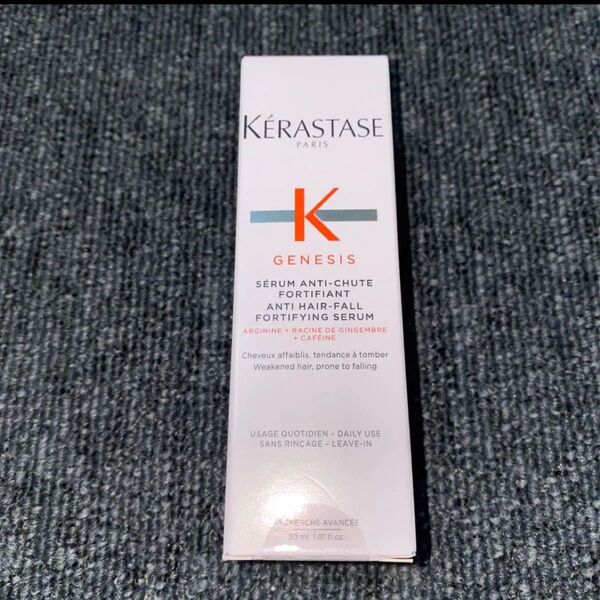 KÉRASTASE
PARIS
K
GENESIS
SÉRUM ANTI-CHUTE
FORTIFIANT
ANTI HAIR-FALL
FORTIFYING SERUM
ARGININE + RACINE DE GINGEMBRE
+ CAFÉINE
Cheveux affaiblis, tendance à tomber
Weakened hair, prone to falling
USAGE QUOTIDIEN - DAILY USE
SANS RINÇAGE - LEAVE-IN
RECHERCHE AVANCÉE
30 ml 1.01 fl.oz.